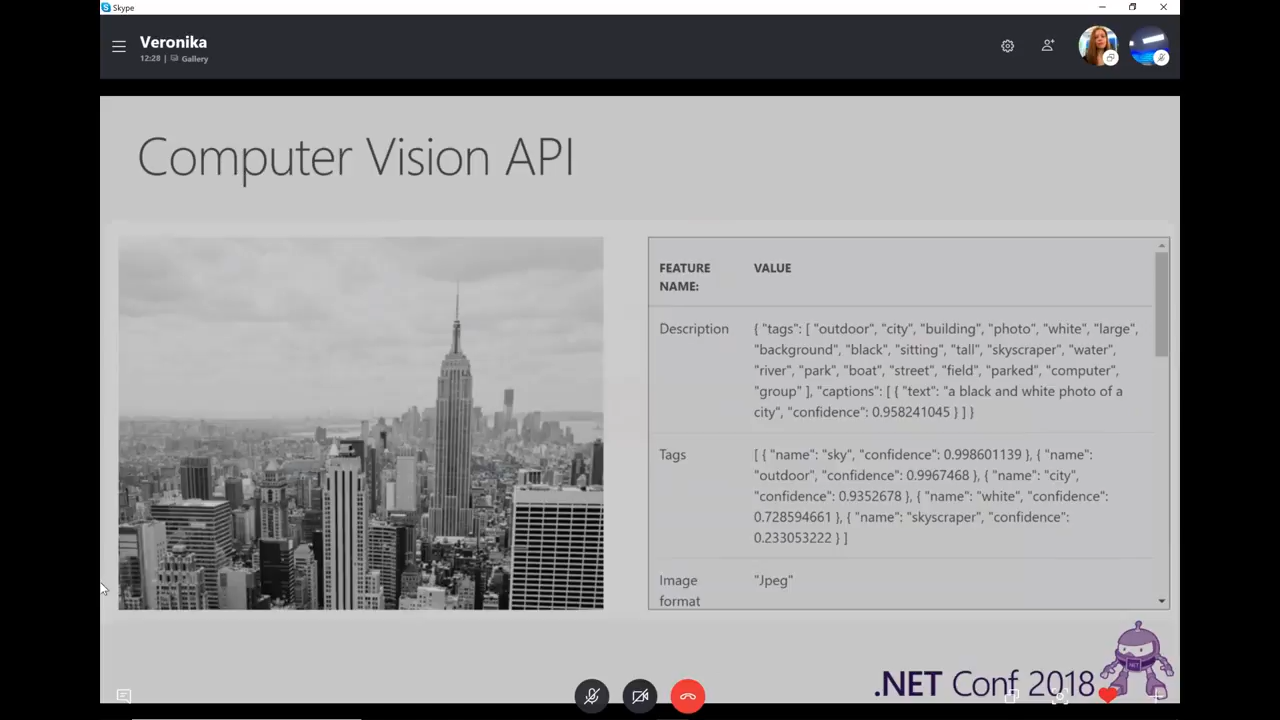 Skype
Veronika
12:28 | Gallery
Computer Vision API
FEATURE NAME:
VALUE
Description
{ "tags": [ "outdoor", "city", "building", "photo", "white", "large",
"background", "black", "sitting", "tall", "skyscraper", "water",
"river", "park", "boat", "street", "field", "parked", "computer",
"group" ], "captions": [ { "text": "a black and white photo of a
city", "confidence": 0.958241045 } ] }
Tags
[ { "name": "sky", "confidence": 0.998601139 }, { "name":
"outdoor", "confidence": 0.9967468 }, { "name": "city",
"confidence": 0.9352678 }, { "name": "white", "confidence":
0.728594661 }, { "name": "skyscraper", "confidence":
0.233053222 } ]
Image
format
"Jpeg"
.NET Conf 2018
.NET